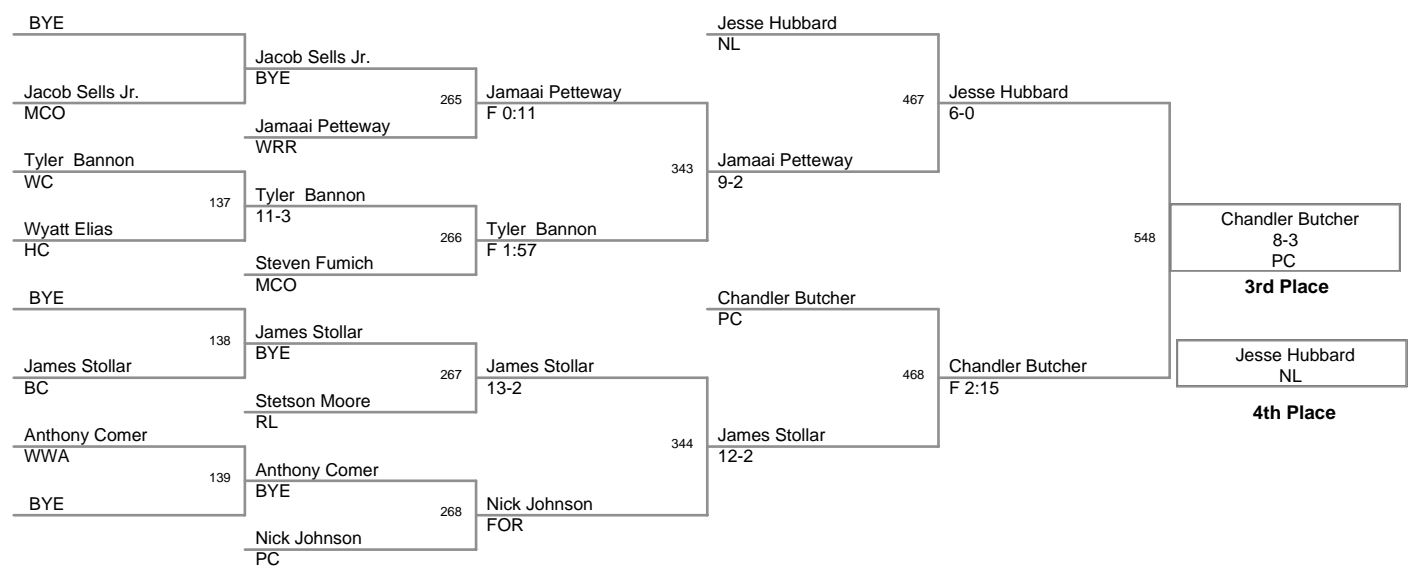 BYE
Jacob Sells Jr.
MCO
Tyler Bannon
WC
137
Wyatt Elias
HC
BYE
138
James Stollar
BC
Anthony Comer
WWA
139
BYE
Jacob Sells Jr.
BYE
265
Jamaai Petteway
WRR
Tyler Bannon
11-3
266
Steven Fumich
MCO
James Stollar
BYE
267
Stetson Moore
RL
Anthony Comer
BYE
268
Nick Johnson
PC
Jamaai Petteway
F 0:11
343
Tyler Bannon
F 1:57
James Stollar
13-2
344
Nick Johnson
FOR
Jesse Hubbard
NL
467
Jamaai Petteway
9-2
Chandler Butcher
PC
468
James Stollar
12-2
Jesse Hubbard
6-0
548
Chandler Butcher
F 2:15
Chandler Butcher
8-3
PC
3rd Place
Jesse Hubbard
NL
4th Place